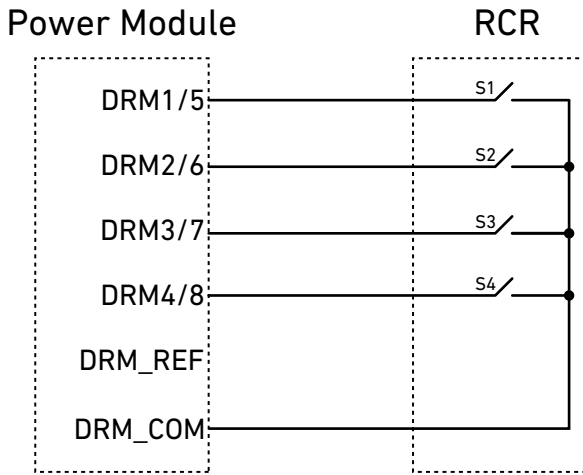 Power Module RCR
DRM1/5 S1
DRM2/6 S2
DRM3/7 S3
DRM4/8 S4
DRM_REF
DRM_COM